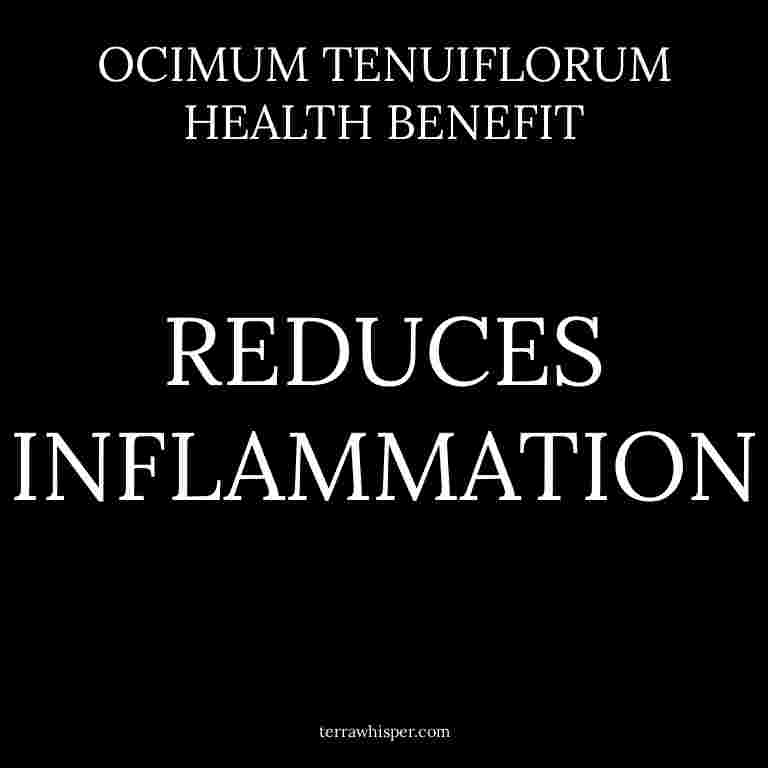 OCIMUM TENUIFLORUM
HEALTH BENEFIT
REDUCES
INFLAMMATION
terrawhisper.com